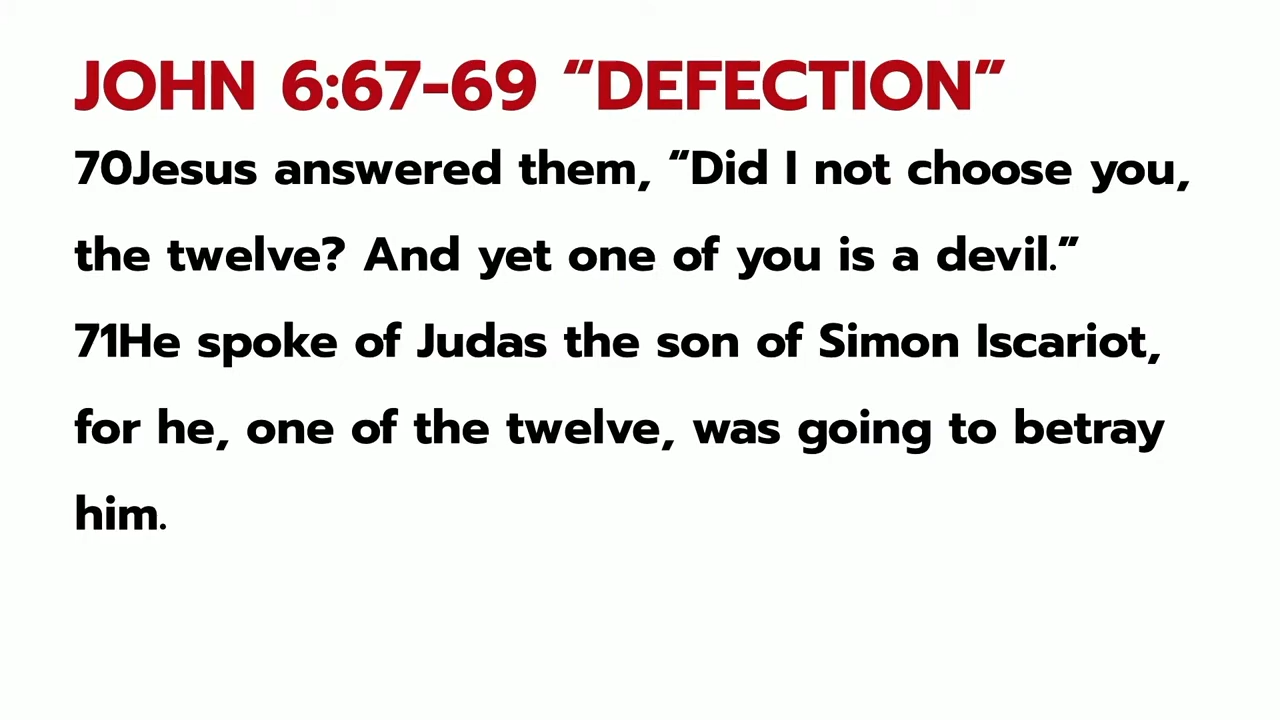 JOHN 6:67-69 “DEFECTION”
70Jesus answered them, “Did I not choose you,
the twelve? And yet one of you is a devil.”
71He spoke of Judas the son of Simon Iscariot,
for he, one of the twelve, was going to betray
him.